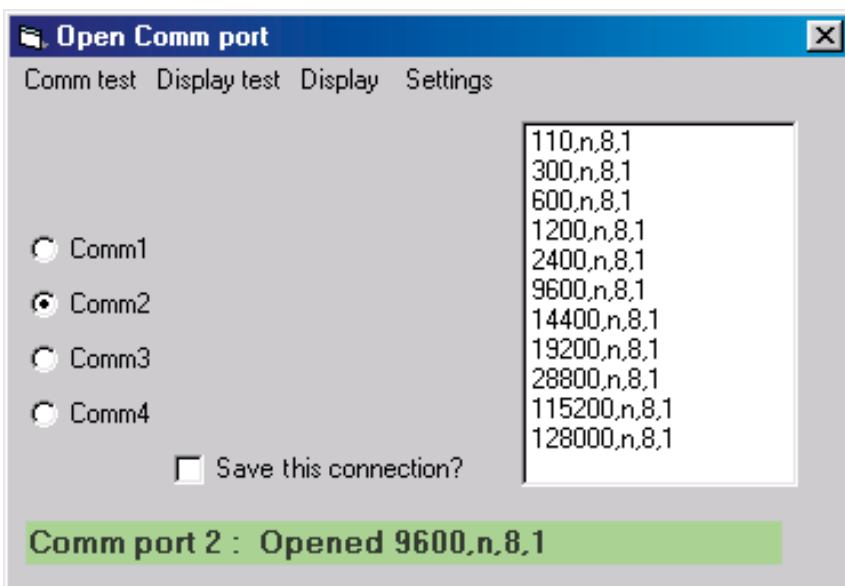 Open Comm port
Comm test Display test Display Settings
Comm1
Comm2
Comm3
Comm4
Save this connection?
110,n,8,1
300,n,8,1
600,n,8,1
1200,n,8,1
2400,n,8,1
9600,n,8,1
14400,n,8,1
19200,n,8,1
28800,n,8,1
115200,n,8,1
128000,n,8,1
Comm port 2 : Opened 9600,n,8,1